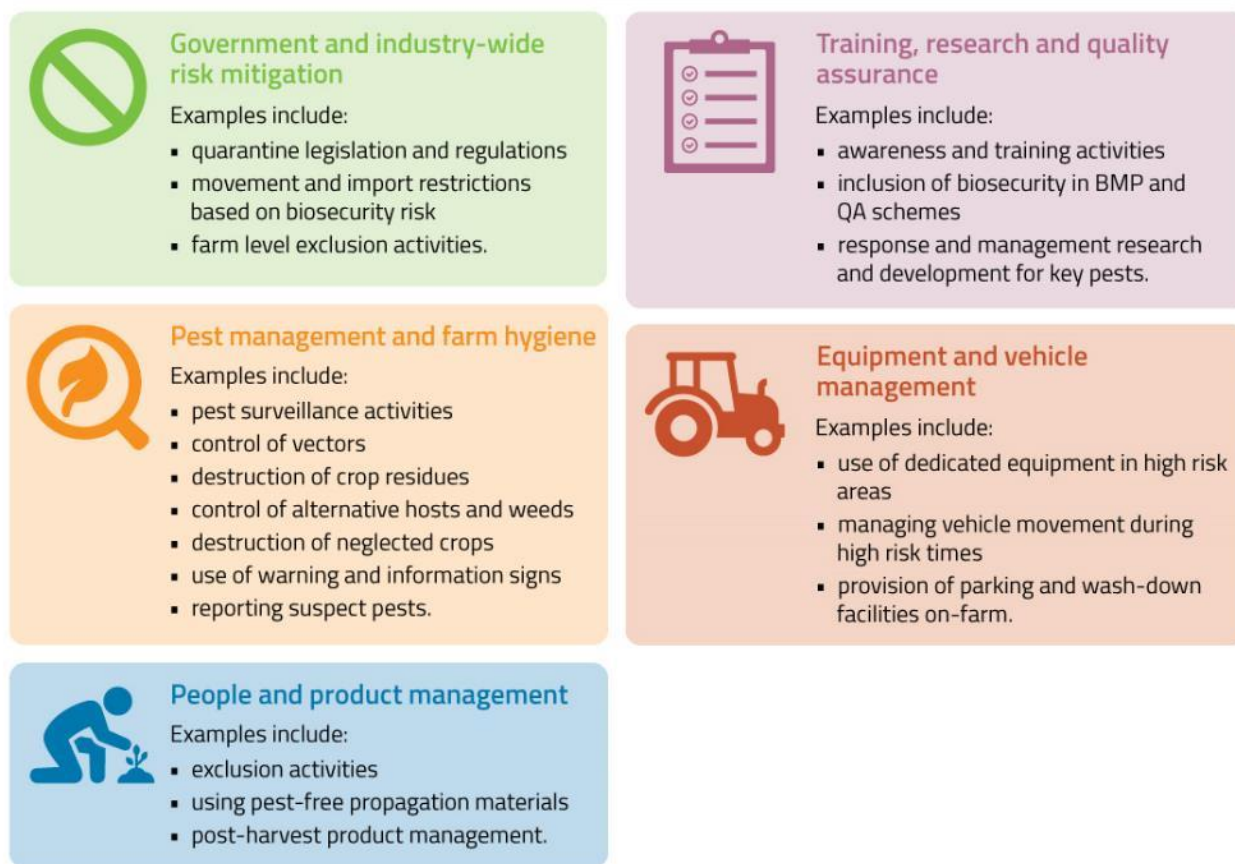 Government and industry-wide
risk mitigation
Examples include:
▪ quarantine legislation and regulations
▪ movement and import restrictions
based on biosecurity risk
▪ farm level exclusion activities.
Training, research and quality
assurance
Examples include:
▪ awareness and training activities
▪ inclusion of biosecurity in BMP and
QA schemes
▪ response and management research
and development for key pests.
Pest management and farm hygiene
Examples include:
▪ pest surveillance activities
▪ control of vectors
▪ destruction of crop residues
▪ control of alternative hosts and weeds
▪ destruction of neglected crops
▪ use of warning and information signs
▪ reporting suspect pests.
Equipment and vehicle
management
Examples include:
▪ use of dedicated equipment in high risk
areas
▪ managing vehicle movement during
high risk times
▪ provision of parking and wash-down
facilities on-farm.
People and product management
Examples include:
▪ exclusion activities
▪ using pest-free propagation materials
▪ post-harvest product management.